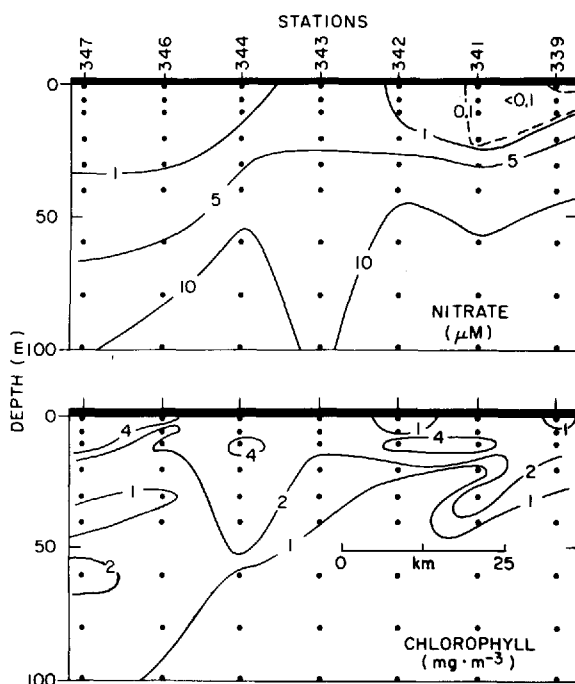 STATIONS
347 346 344 343 342 341 339
0
0.1 <0.1
1 1
5 5
50
10 10
NITRATE
(μM)
100
DEPTH (m)
0
4 1 1
4 4
2 2
1 1 1
50
2
0 km 25
CHLOROPHYLL
(mg·m⁻³)
100